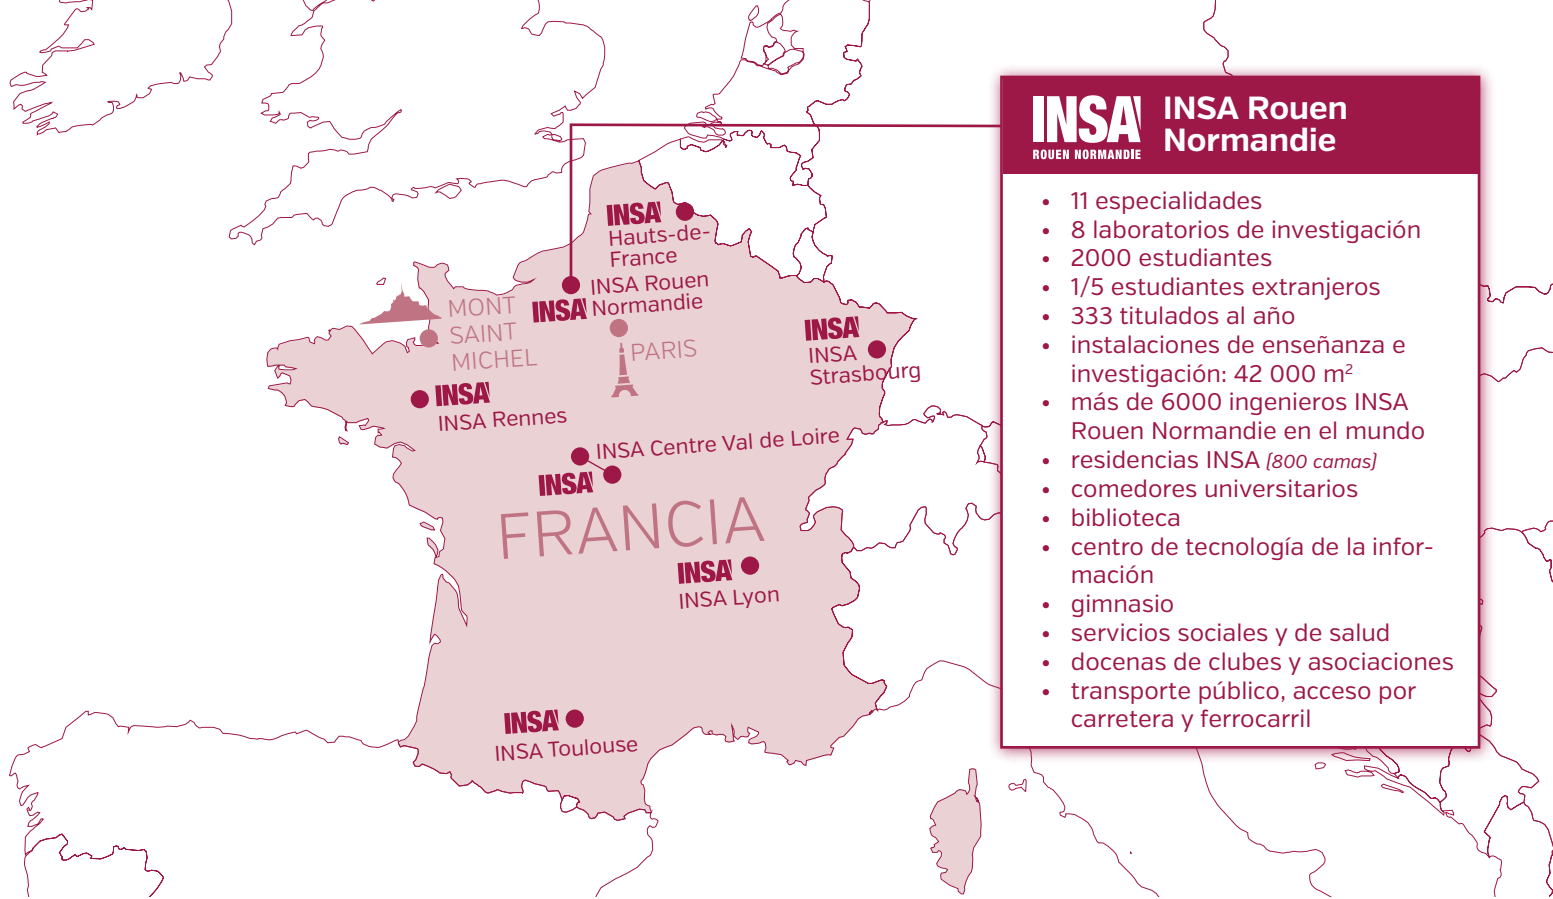 INSA
ROUEN NORMANDIE
INSA Rouen
Normandie
• 11 especialidades
• 8 laboratorios de investigación
• 2000 estudiantes
• 1/5 estudiantes extranjeros
• 333 titulados al año
• instalaciones de enseñanza e
investigación: 42 000 m²
• más de 6000 ingenieros INSA
Rouen Normandie en el mundo
• residencias INSA (800 camas)
• comedores universitarios
• biblioteca
• centro de tecnología de la infor-
mación
• gimnasio
• servicios sociales y de salud
• docenas de clubes y asociaciones
• transporte público, acceso por
carretera y ferrocarril
INSA
Hauts-de-
France
INSA
INSA Rouen
Normandie
MONT
SAINT
MICHEL
PARIS
INSA
INSA
Strasbourg
INSA
INSA Rennes
INSA Centre Val de Loire
INSA
FRANCIA
INSA
INSA Lyon
INSA
INSA Toulouse